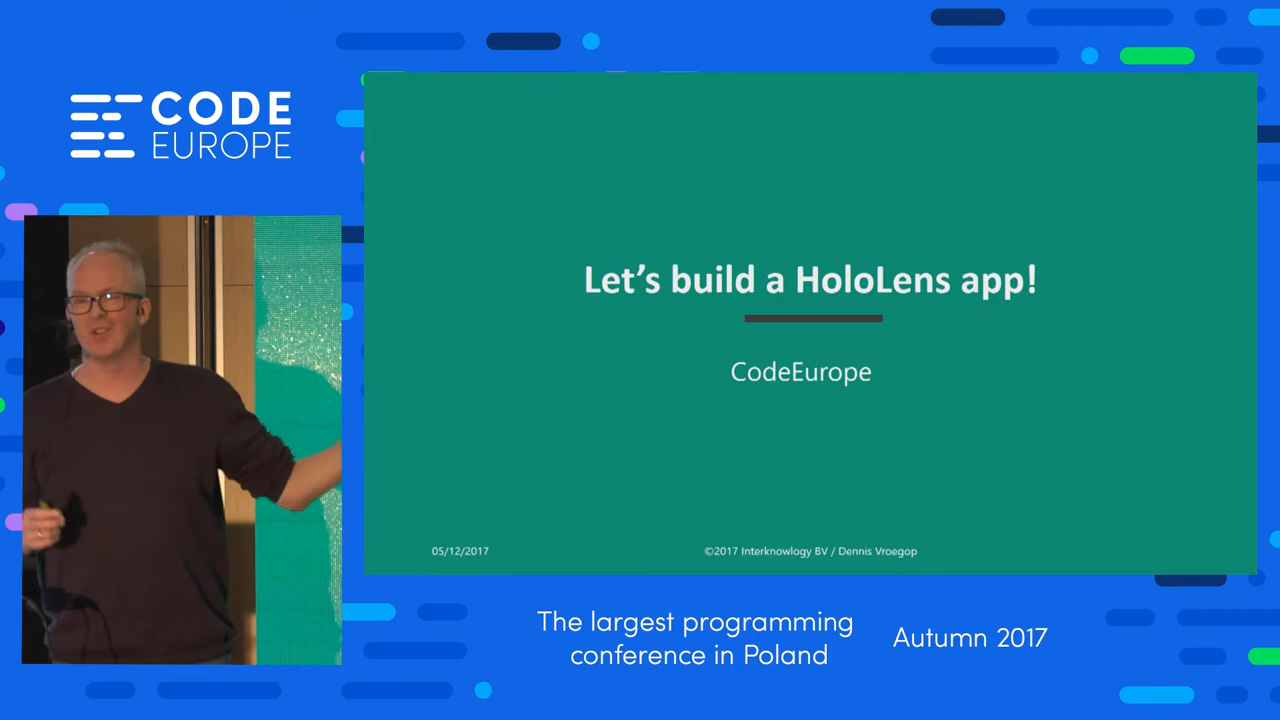 CODE
EUROPE
Let's build a HoloLens app!
CodeEurope
05/12/2017
©2017 Interknowlogy BV / Dennis Vroegop
The largest programming
conference in Poland
Autumn 2017